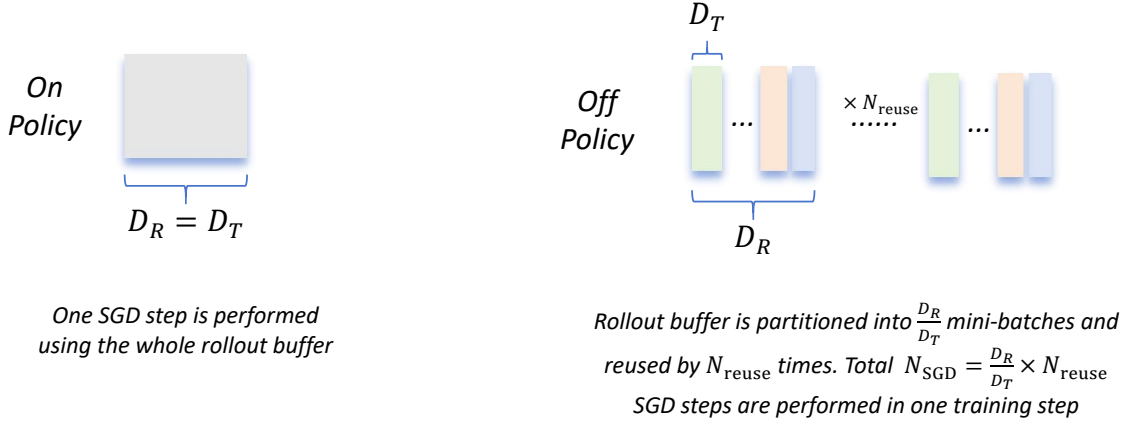 On
Policy
D_R = D_T
One SGD step is performed
using the whole rollout buffer
Off
Policy
D_T
...
× N_reuse
......
...
D_R
Rollout buffer is partitioned into D_R/D_T mini-batches and
reused by N_reuse times. Total N_SGD = D_R/D_T × N_reuse
SGD steps are performed in one training step